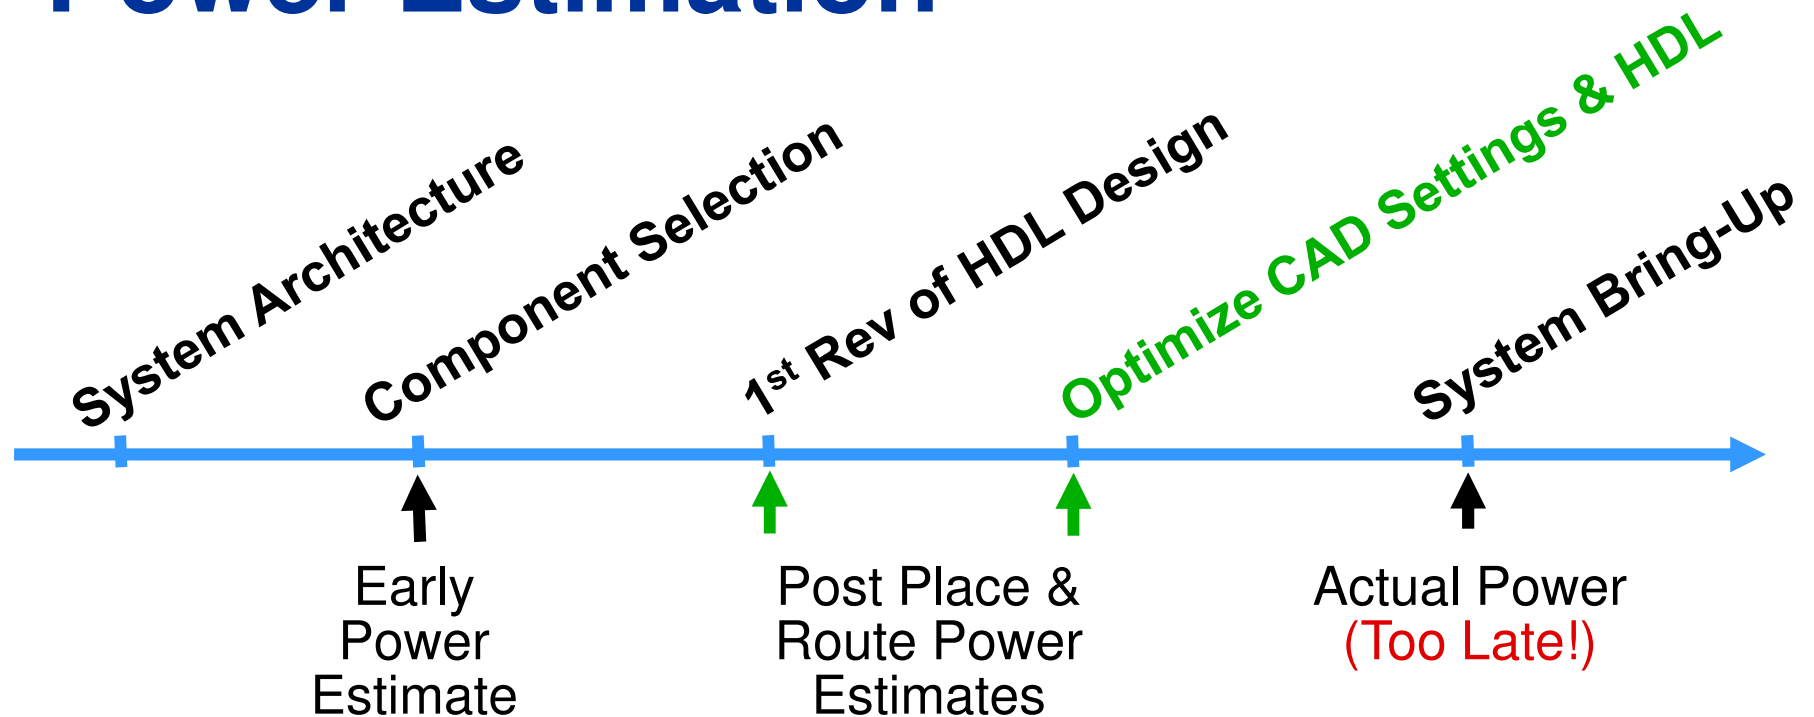 Power Estimation
System Architecture
Component Selection
1st Rev of HDL Design
Optimize CAD Settings & HDL
System Bring-Up
Early
Power
Estimate
Post Place &
Route Power
Estimates
Actual Power
(Too Late!)